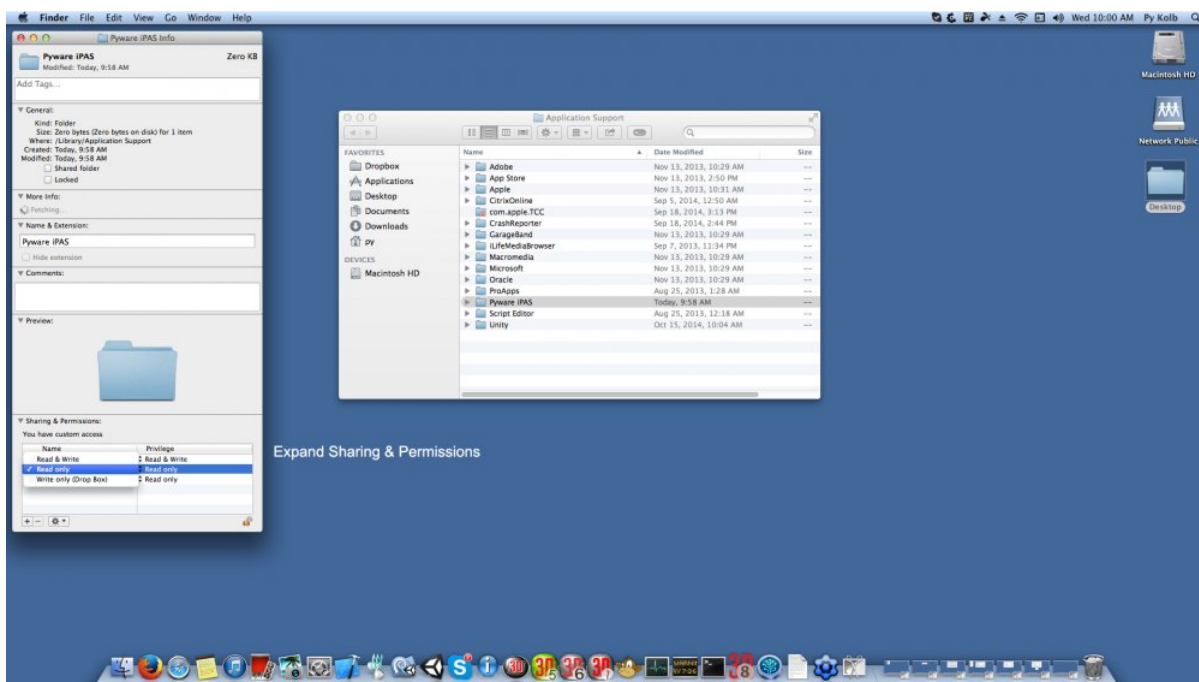 Finder File Edit View Go Window Help
Wed 10:00 AM Py Kolb
Pyware iPAS Info
Pyware iPAS Zero KB
Modified: Today, 9:58 AM
Add Tags...
General:
Kind: Folder
Size: Zero bytes (Zero bytes on disk) for 1 item
Where: /Library/Application Support
Created: Today, 9:58 AM
Modified: Today, 9:58 AM
Shared folder
Locked
More Info:
Fetching...
Name & Extension:
Pyware iPAS
Hide extension
Comments:
Preview:
Sharing & Permissions:
You have custom access
Name Privilege
Read & Write Read & Write
✓ Read only Read only
Write only (Drop Box) Read only
Application Support
FAVORITES
Dropbox
Applications
Desktop
Documents
Downloads
py
DEVICES
Macintosh HD
Name Date Modified Size
Adobe Nov 13, 2013, 10:29 AM --
App Store Nov 13, 2013, 2:50 PM --
Apple Nov 13, 2013, 10:31 AM --
CitrixOnline Sep 5, 2014, 12:50 AM --
com.apple.TCC Sep 18, 2014, 3:13 PM --
CrashReporter Sep 18, 2014, 2:44 PM --
GarageBand Nov 13, 2013, 10:29 AM --
iLifeMediaBrowser Sep 7, 2013, 11:34 PM --
Macromedia Nov 13, 2013, 10:29 AM --
Microsoft Nov 13, 2013, 10:29 AM --
Oracle Nov 13, 2013, 10:29 AM --
ProApps Aug 25, 2013, 1:28 AM --
Pyware iPAS Today, 9:58 AM --
Script Editor Aug 25, 2013, 12:18 AM --
Unity Oct 15, 2014, 10:04 AM --
Expand Sharing & Permissions
Macintosh HD
Network Public
Desktop